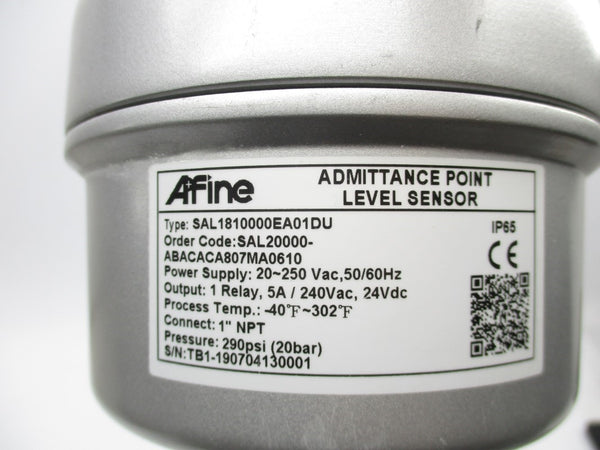 AFine
ADMITTANCE POINT
LEVEL SENSOR
Type: SAL1810000EA01DU
Order Code:SAL20000-
ABACACA807MA0610
Power Supply: 20~250 Vac,50/60Hz
Output: 1 Relay, 5A / 240Vac, 24Vdc
Process Temp.: -40℉~302℉
Connect: 1" NPT
Pressure: 290psi (20bar)
S/N:TB1-190704130001
IP65
CE